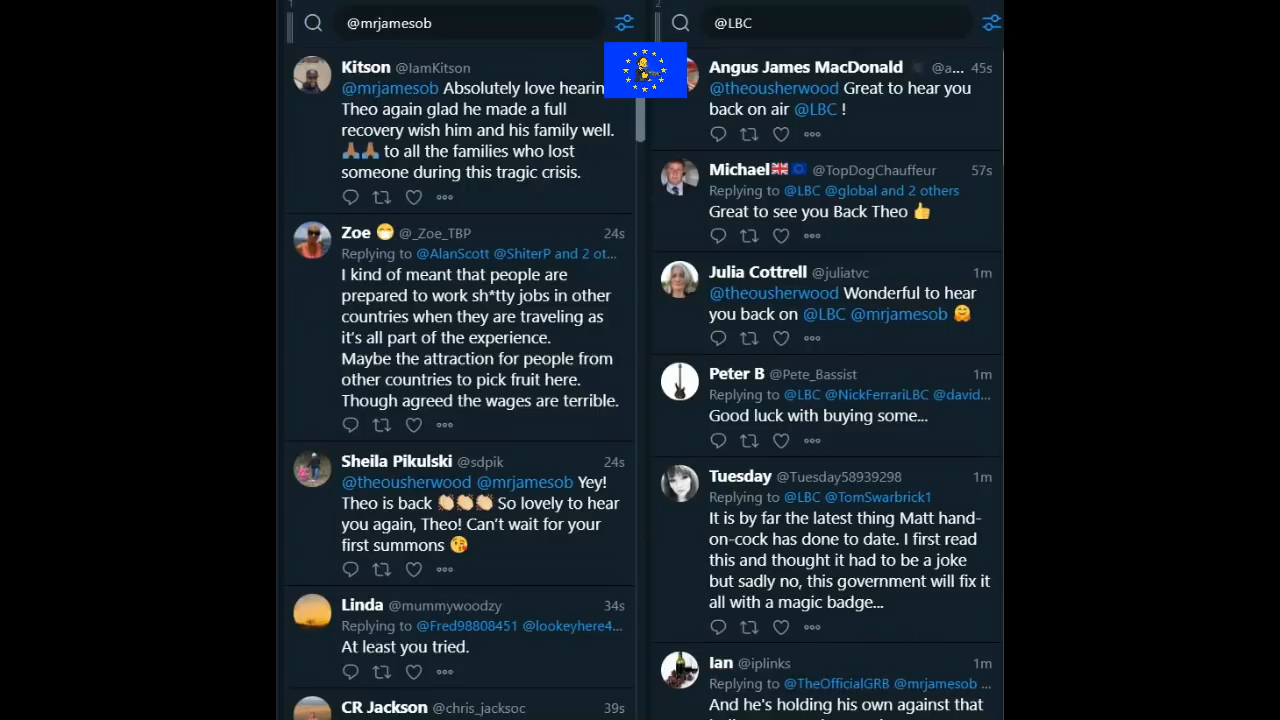 1
@mrjamesob
Kitson @IamKitson
@mrjamesob Absolutely love hearin
Theo again glad he made a full
recovery wish him and his family well.
🙏🏾🙏🏾 to all the families who lost
someone during this tragic crisis.
Zoe 😷 @_Zoe_TBP 24s
Replying to @AlanScott @ShiterP and 2 ot...
I kind of meant that people are
prepared to work sh*tty jobs in other
countries when they are traveling as
it's all part of the experience.
Maybe the attraction for people from
other countries to pick fruit here.
Though agreed the wages are terrible.
Sheila Pikulski @sdpik 24s
@theousherwood @mrjamesob Yey!
Theo is back 👏🏻👏🏻👏🏻 So lovely to hear
you again, Theo! Can't wait for your
first summons 😘
Linda @mummywoodzy 34s
Replying to @Fred98808451 @lookeyhere4...
At least you tried.
CR Jackson @chris_jacksoc 39s
2
@LBC
Angus James MacDonald @a... 45s
@theousherwood Great to hear you
back on air @LBC !
Michael🇬🇧🇪🇺 @TopDogChauffeur 57s
Replying to @LBC @global and 2 others
Great to see you Back Theo 👍
Julia Cottrell @juliatvc 1m
@theousherwood Wonderful to hear
you back on @LBC @mrjamesob 🤗
Peter B @Pete_Bassist 1m
Replying to @LBC @NickFerrariLBC @david...
Good luck with buying some...
Tuesday @Tuesday58939298 1m
Replying to @LBC @TomSwarbrick1
It is by far the latest thing Matt hand-
on-cock has done to date. I first read
this and thought it had to be a joke
but sadly no, this government will fix it
all with a magic badge...
Ian @iplinks 1m
Replying to @TheOfficialGRB @mrjamesob ...
And he's holding his own against that